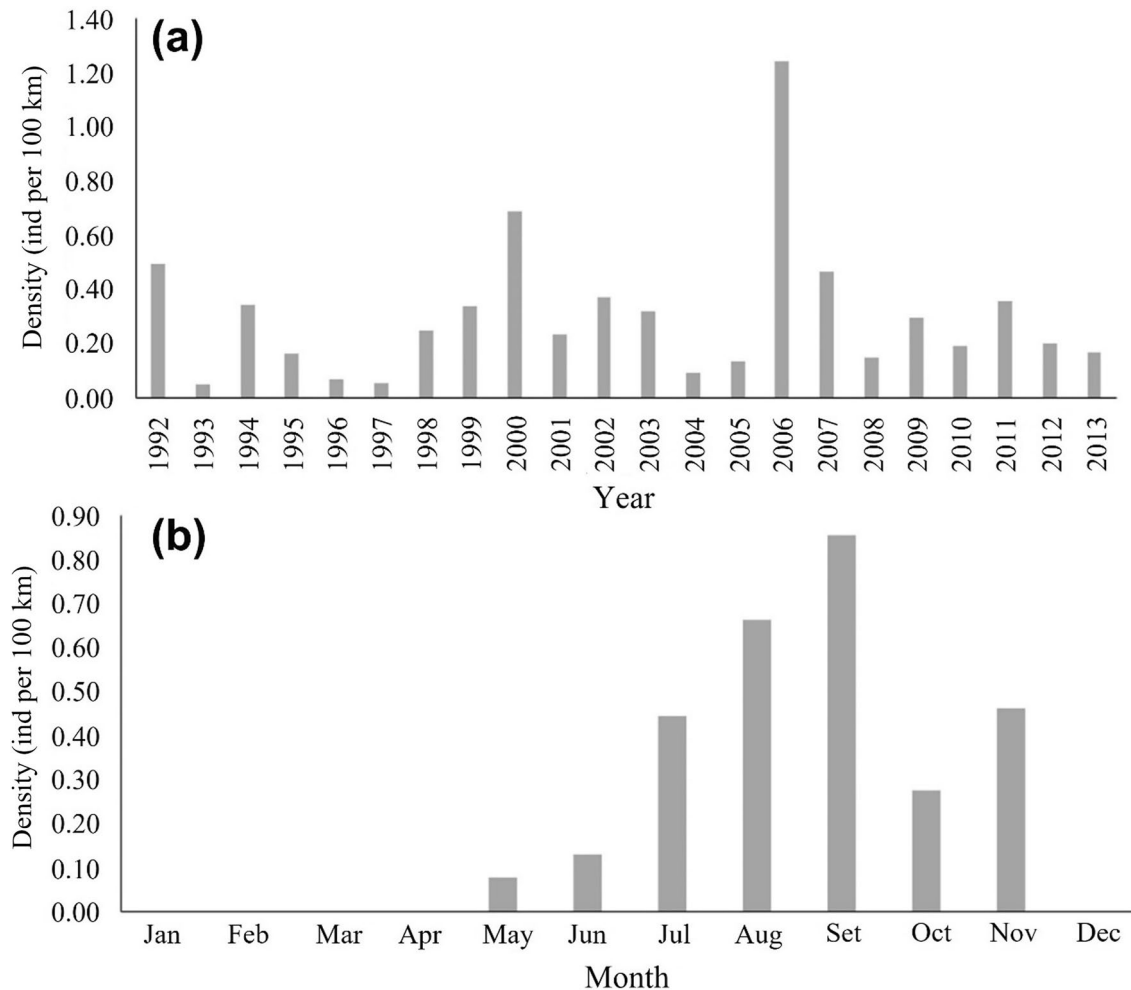 (a)
Density (ind per 100 km)
1.40
1.20
1.00
0.80
0.60
0.40
0.20
0.00
1992 1993 1994 1995 1996 1997 1998 1999 2000 2001 2002 2003 2004 2005 2006 2007 2008 2009 2010 2011 2012 2013
Year
(b)
Density (ind per 100 km)
0.90
0.80
0.70
0.60
0.50
0.40
0.30
0.20
0.10
0.00
Jan Feb Mar Apr May Jun Jul Aug Set Oct Nov Dec
Month